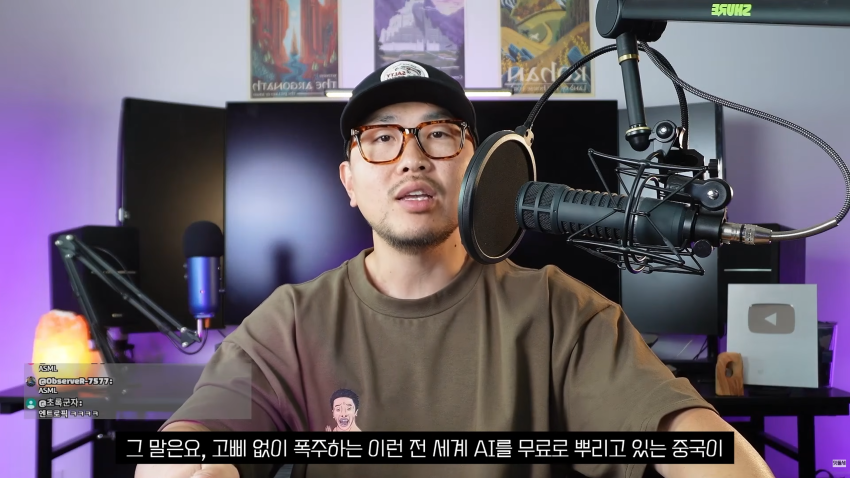 SHURE
THE ARGONATH
ASML
@ObserveR-7577:
ASML
@초록군자:
엔트로픽ㅋㅋㅋㅋ
그 말은요, 고삐 없이 폭주하는 이런 전 세계 AI를 무료로 뿌리고 있는 중국이